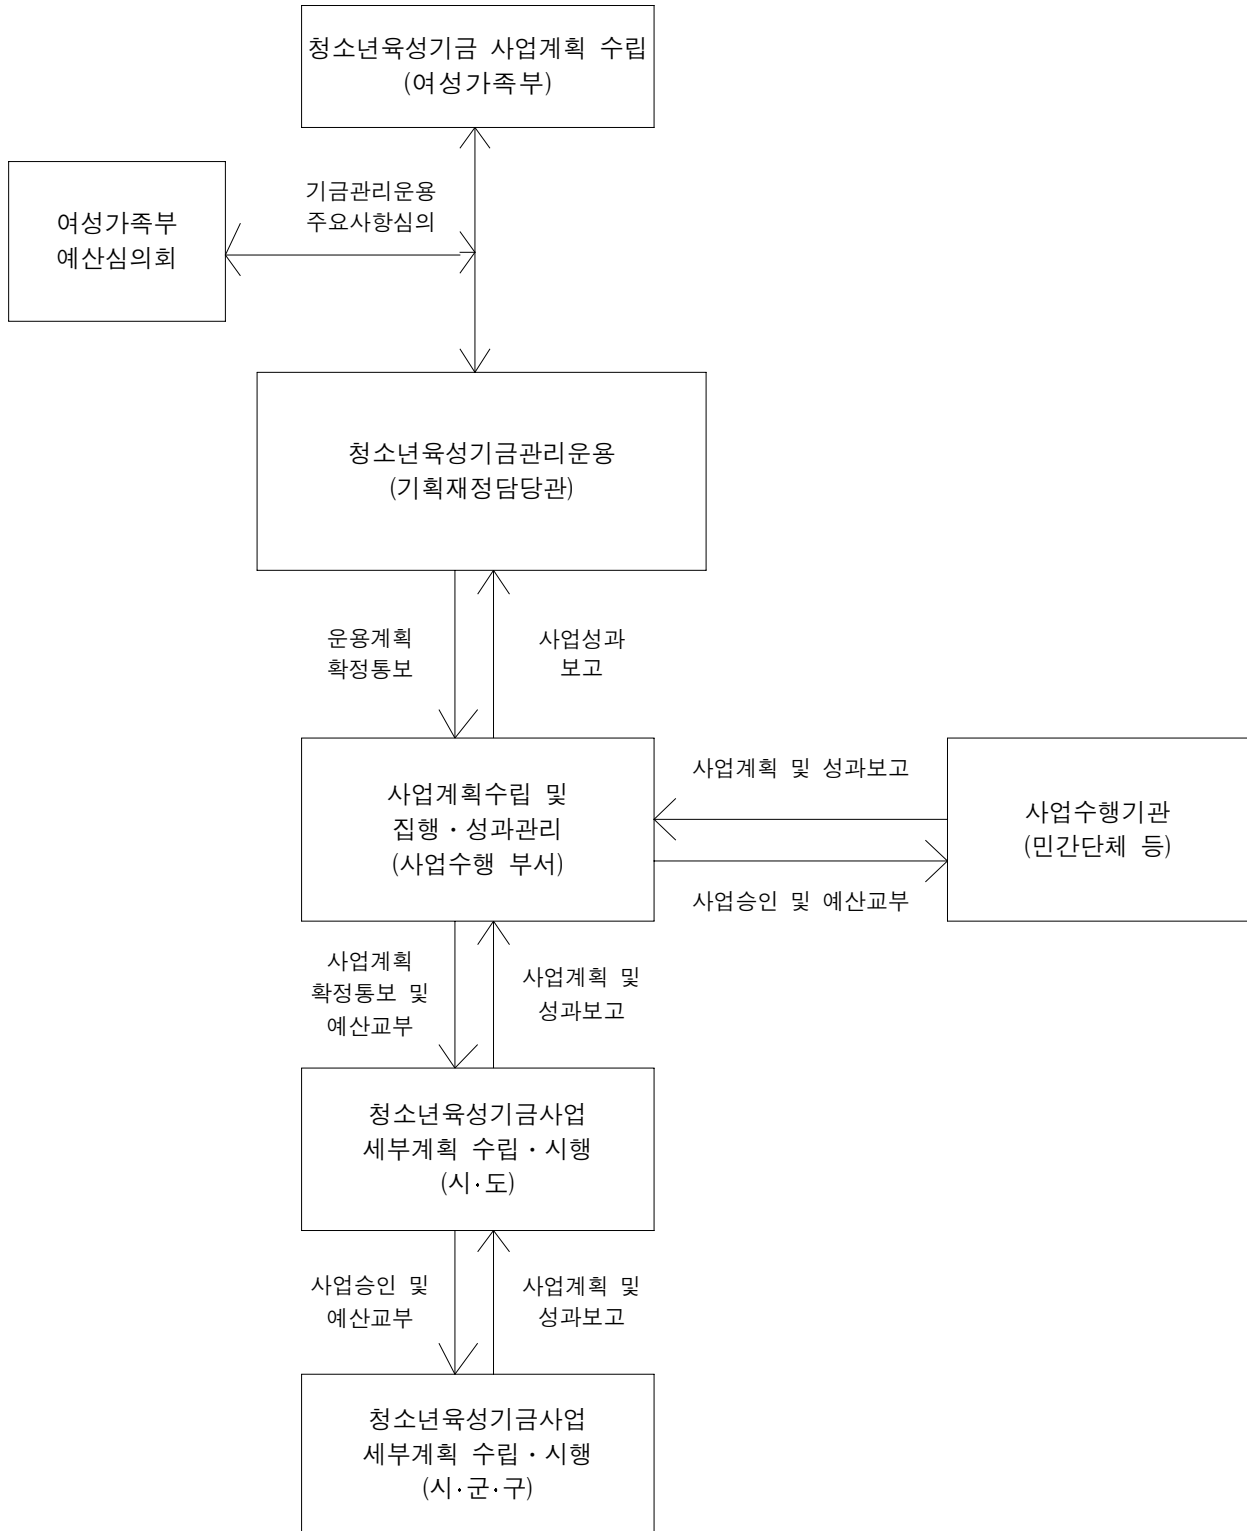 청소년육성기금 사업계획 수립
(여성가족부)
기금관리운용
주요사항심의
여성가족부
예산심의회
청소년육성기금관리운용
(기획재정담당관)
운용계획
확정통보
사업성과
보고
사업계획수립 및
집행·성과관리
(사업수행 부서)
사업계획 및 성과보고
사업승인 및 예산교부
사업수행기관
(민간단체 등)
사업계획
확정통보 및
예산교부
사업계획 및
성과보고
청소년육성기금사업
세부계획 수립·시행
(시·도)
사업승인 및
예산교부
사업계획 및
성과보고
청소년육성기금사업
세부계획 수립·시행
(시·군·구)